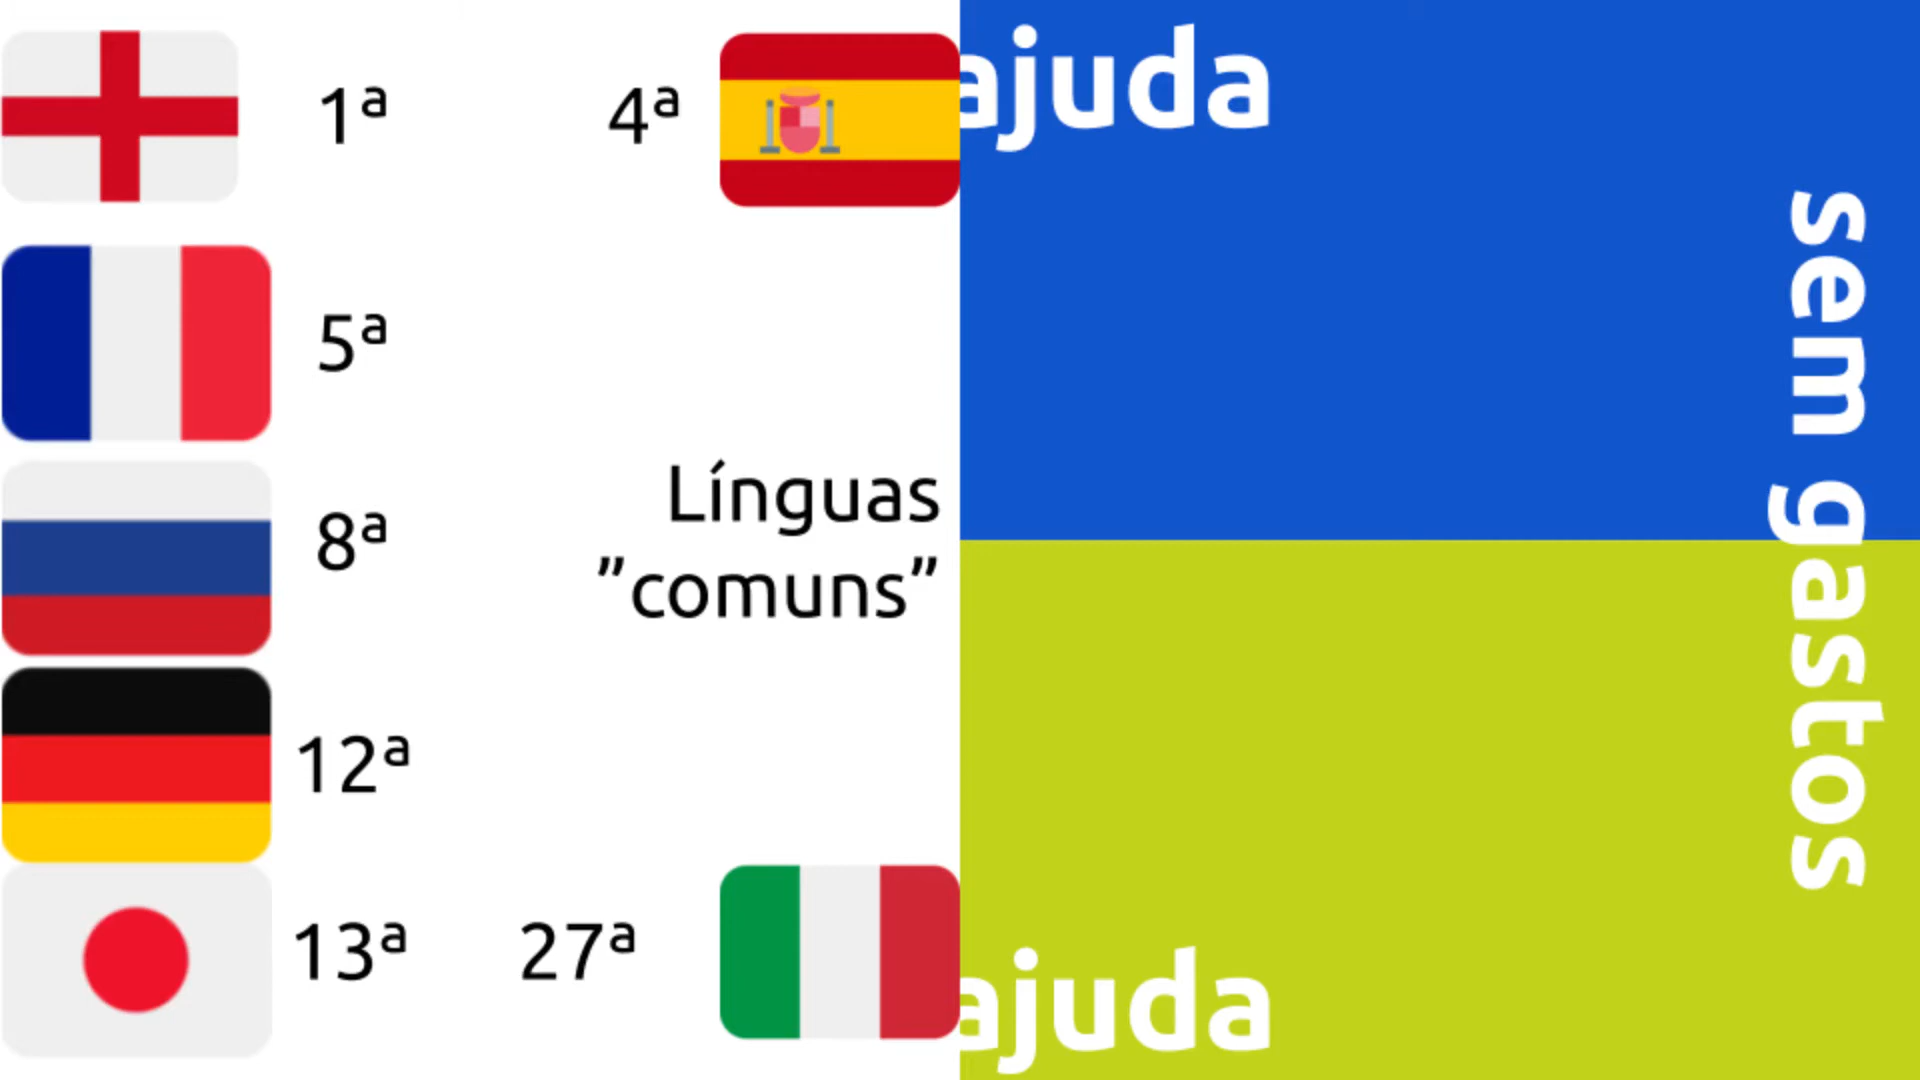 1ª
4ª
5ª
8ª
12ª
13ª
27ª
Línguas
”comuns”
ajuda
sem gastos
ajuda